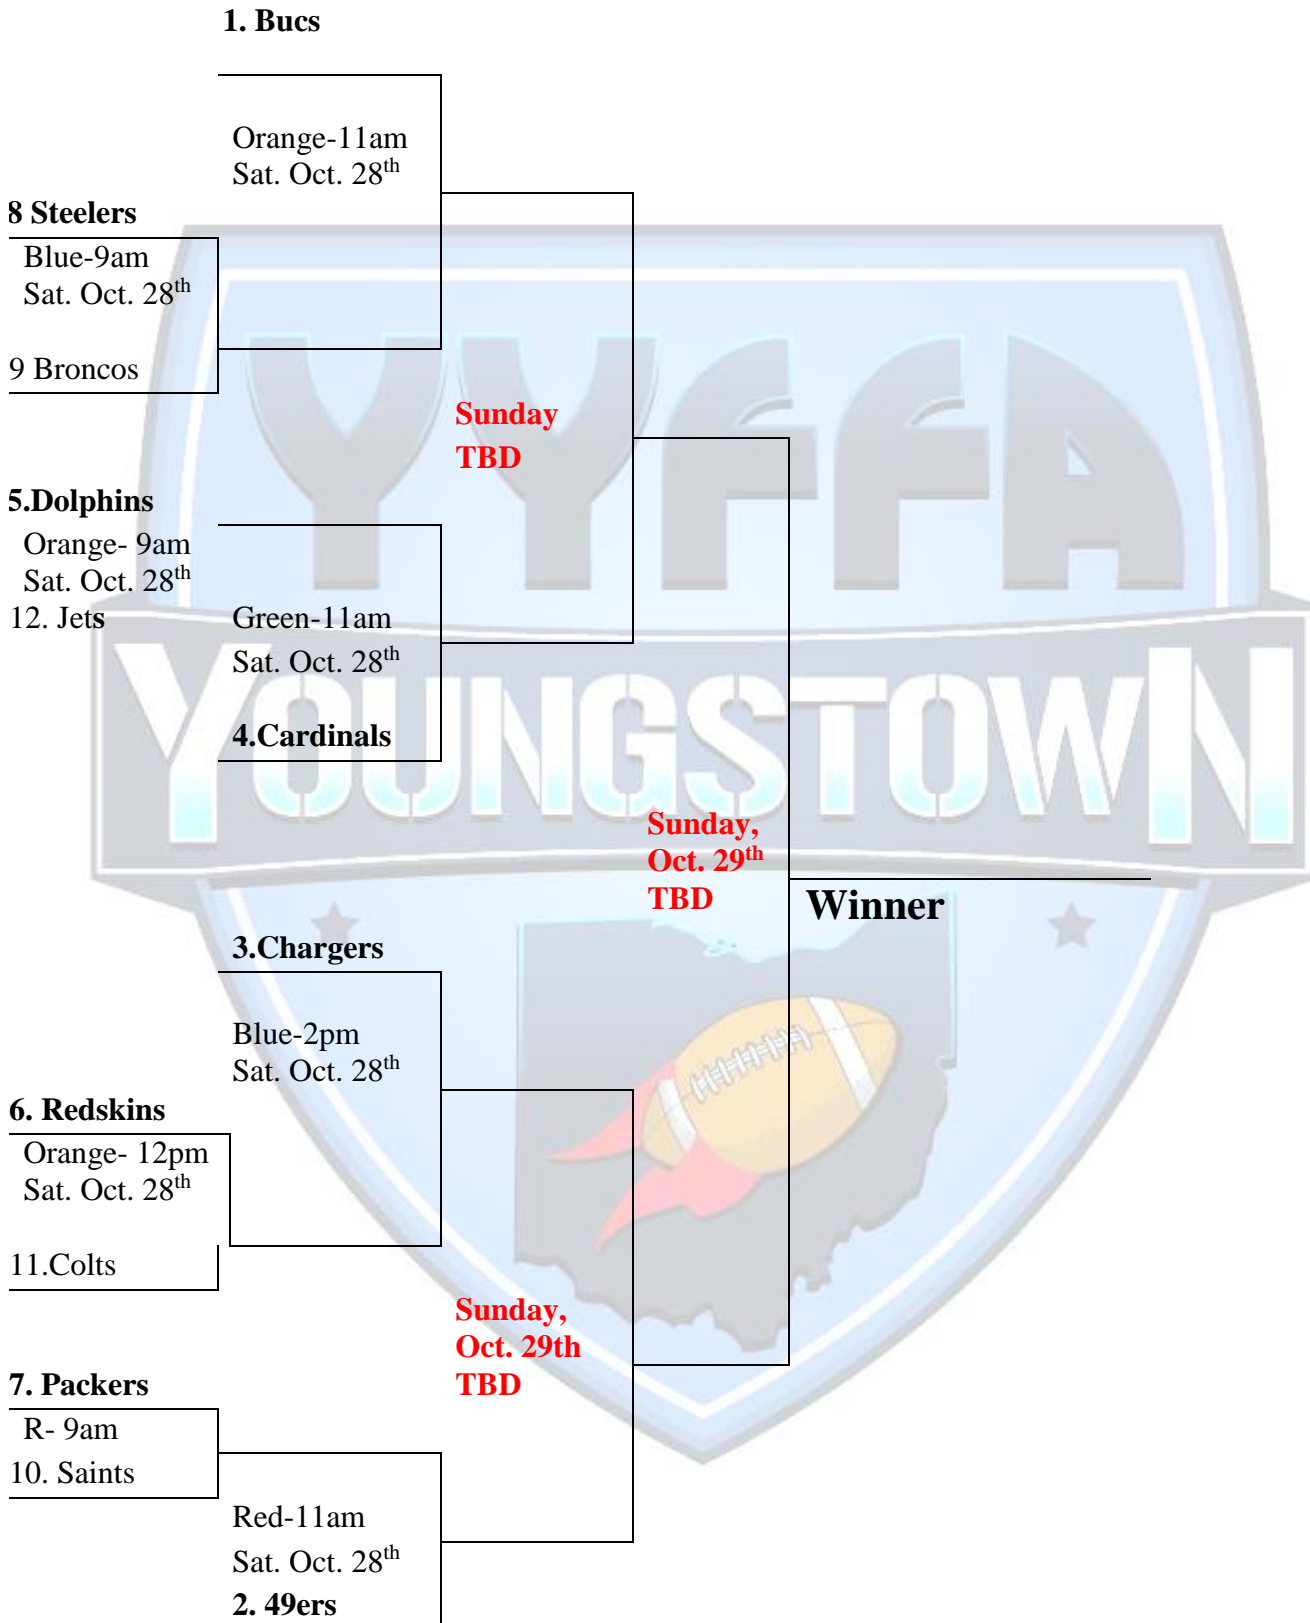 1. Bucs
Orange-11am
Sat. Oct. 28th
8 Steelers
Blue-9am
Sat. Oct. 28th
9 Broncos
Sunday
TBD
5.Dolphins
Orange- 9am
Sat. Oct. 28th
12. Jets
Green-11am
Sat. Oct. 28th
4.Cardinals
Sunday,
Oct. 29th
TBD
Winner
3.Chargers
Blue-2pm
Sat. Oct. 28th
6. Redskins
Orange- 12pm
Sat. Oct. 28th
11.Colts
Sunday,
Oct. 29th
TBD
7. Packers
R- 9am
10. Saints
Red-11am
Sat. Oct. 28th
2. 49ers
YYFFA
YOUNGSTOWN